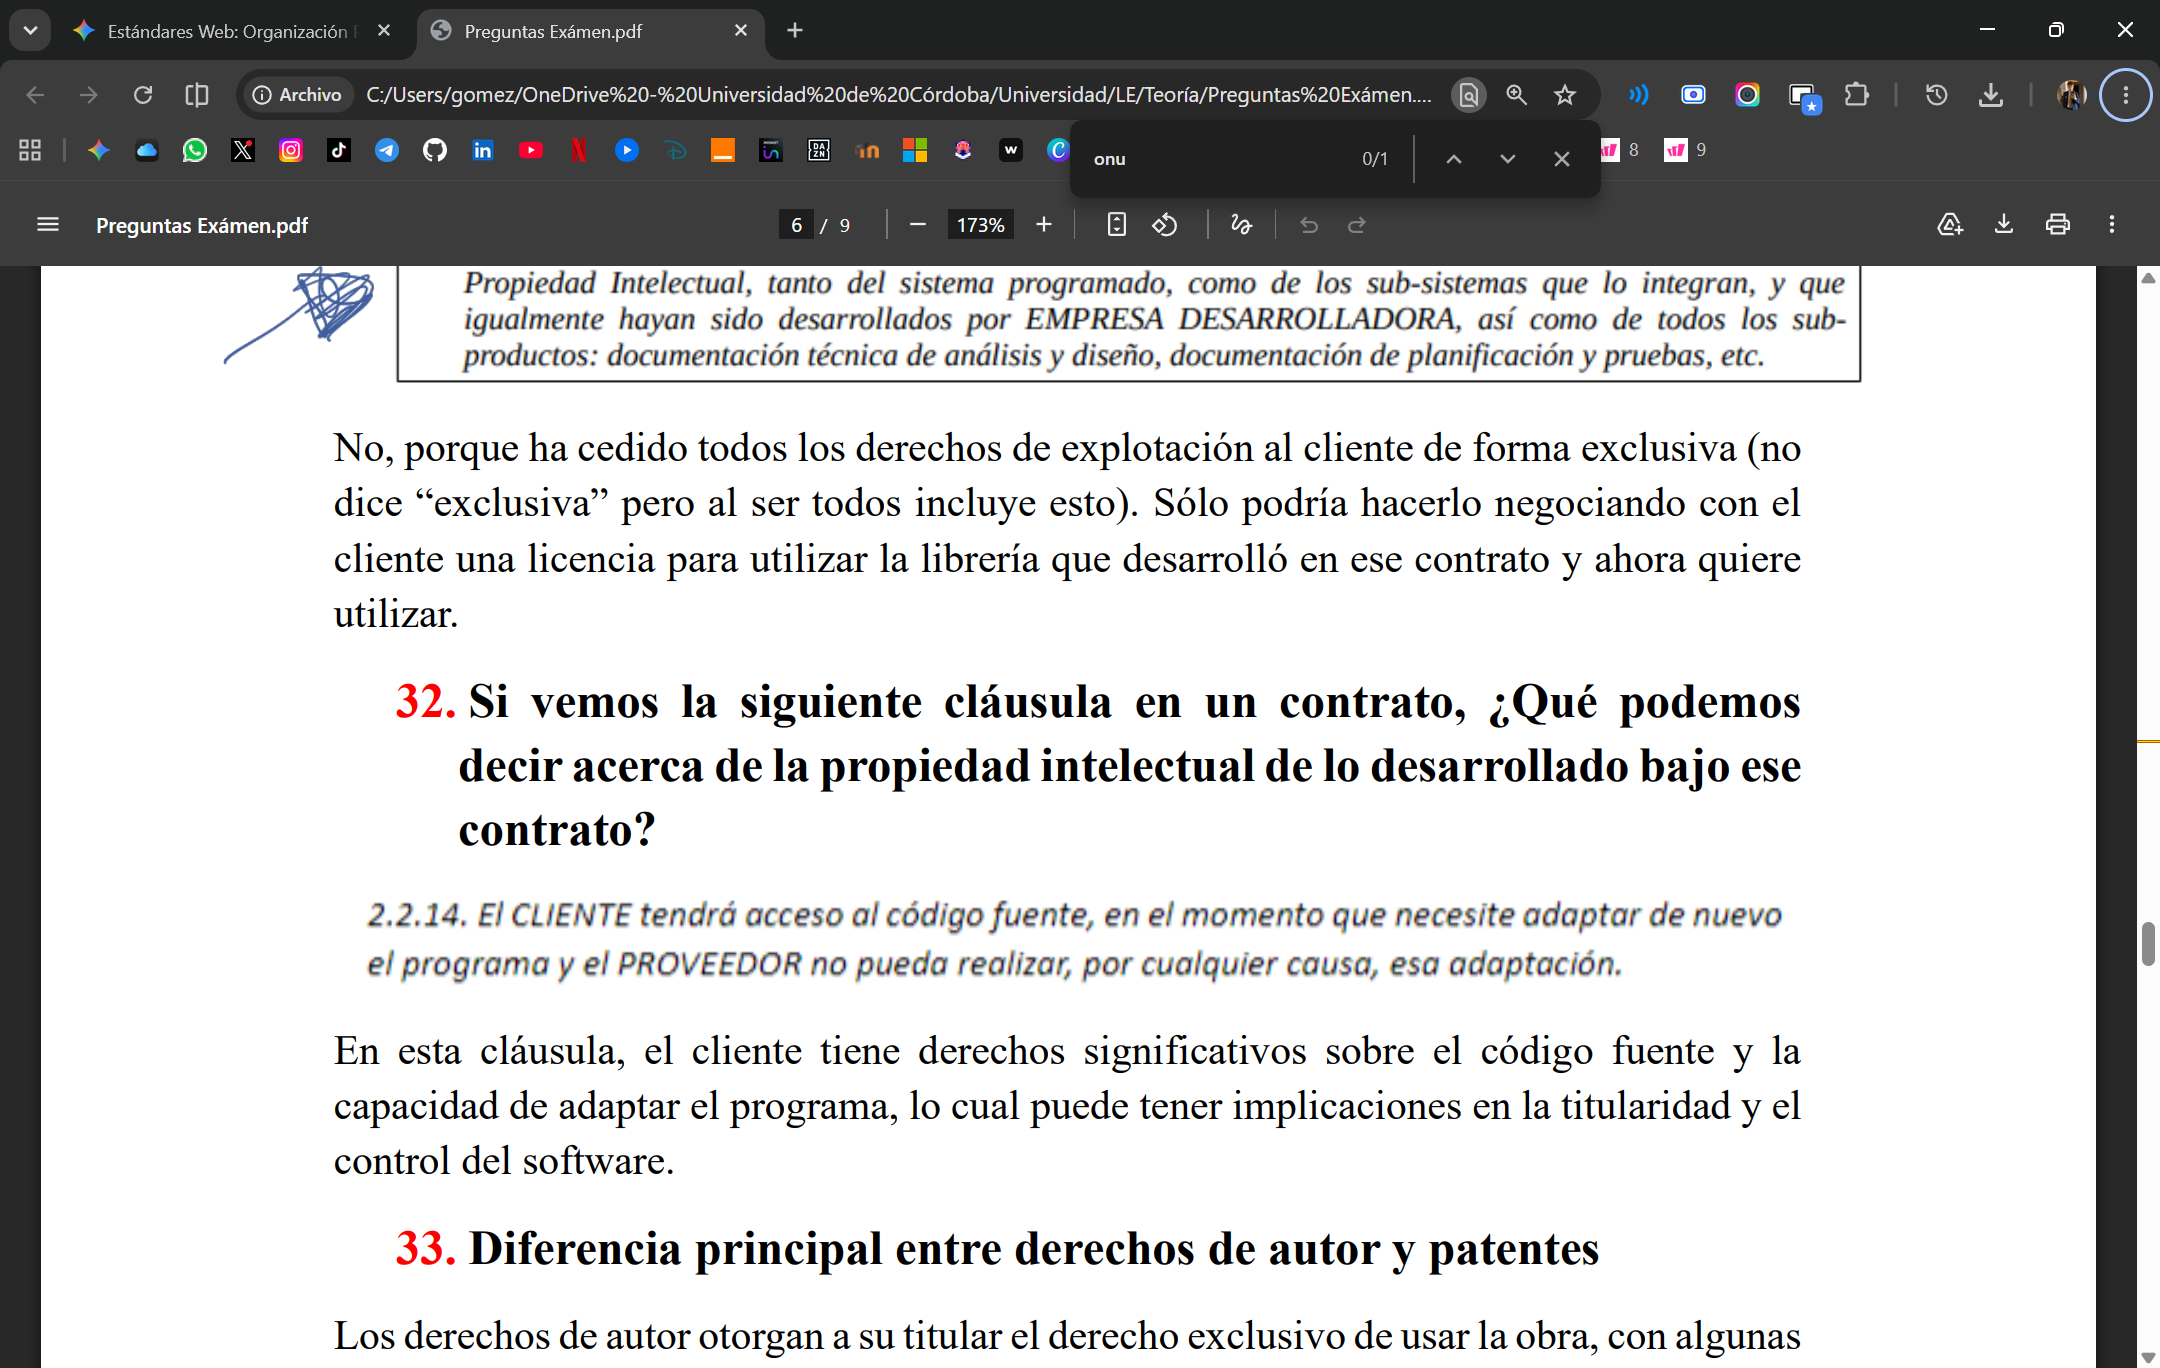 Estándares Web: Organización
Preguntas Exámen.pdf
Archivo
C:/Users/gomez/OneDrive%20-%20Universidad%20de%20Córdoba/Universidad/LE/Teoría/Preguntas%20Exámen....
onu
0/1
8
9
Preguntas Exámen.pdf
6 / 9
173%
Propiedad Intelectual, tanto del sistema programado, como de los sub-sistemas que lo integran, y que
igualmente hayan sido desarrollados por EMPRESA DESARROLLADORA, así como de todos los sub-
productos: documentación técnica de análisis y diseño, documentación de planificación y pruebas, etc.
No, porque ha cedido todos los derechos de explotación al cliente de forma exclusiva (no
dice “exclusiva” pero al ser todos incluye esto). Sólo podría hacerlo negociando con el
cliente una licencia para utilizar la librería que desarrolló en ese contrato y ahora quiere
utilizar.
32. Si vemos la siguiente cláusula en un contrato, ¿Qué podemos
decir acerca de la propiedad intelectual de lo desarrollado bajo ese
contrato?
2.2.14. El CLIENTE tendrá acceso al código fuente, en el momento que necesite adaptar de nuevo
el programa y el PROVEEDOR no pueda realizar, por cualquier causa, esa adaptación.
En esta cláusula, el cliente tiene derechos significativos sobre el código fuente y la
capacidad de adaptar el programa, lo cual puede tener implicaciones en la titularidad y el
control del software.
33. Diferencia principal entre derechos de autor y patentes
Los derechos de autor otorgan a su titular el derecho exclusivo de usar la obra, con algunas